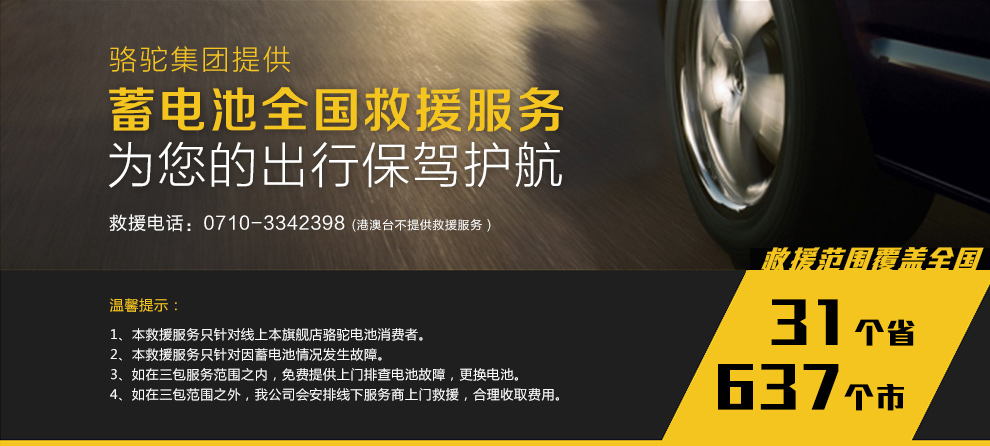 骆驼集团提供
蓄电池全国救援服务
为您的出行保驾护航
救援电话：0710-3342398（港澳台不提供救援服务）
救援范围覆盖全国
31个省
637个市
温馨提示：
1、本救援服务只针对线上本旗舰店骆驼电池消费者。
2、本救援服务只针对因蓄电池情况发生故障。
3、如在三包服务范围之内，免费提供上门排查电池故障，更换电池。
4、如在三包范围之外，我公司会安排线下服务商上门救援，合理收取费用。